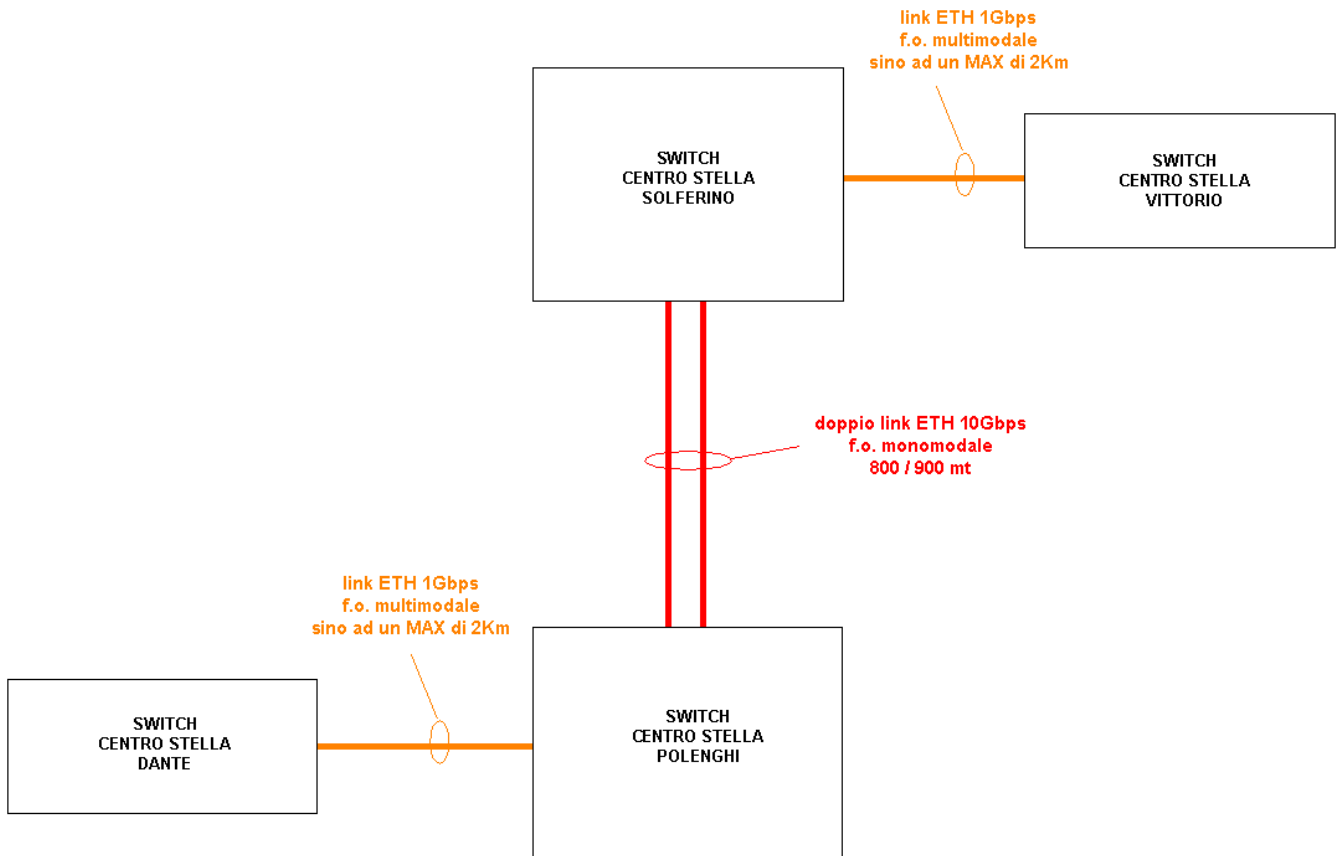 link ETH 1Gbps
f.o. multimodale
sino ad un MAX di 2Km
SWITCH
CENTRO STELLA
SOLFERINO
SWITCH
CENTRO STELLA
VITTORIO
doppio link ETH 10Gbps
f.o. monomodale
800 / 900 mt
link ETH 1Gbps
f.o. multimodale
sino ad un MAX di 2Km
SWITCH
CENTRO STELLA
DANTE
SWITCH
CENTRO STELLA
POLENGHI